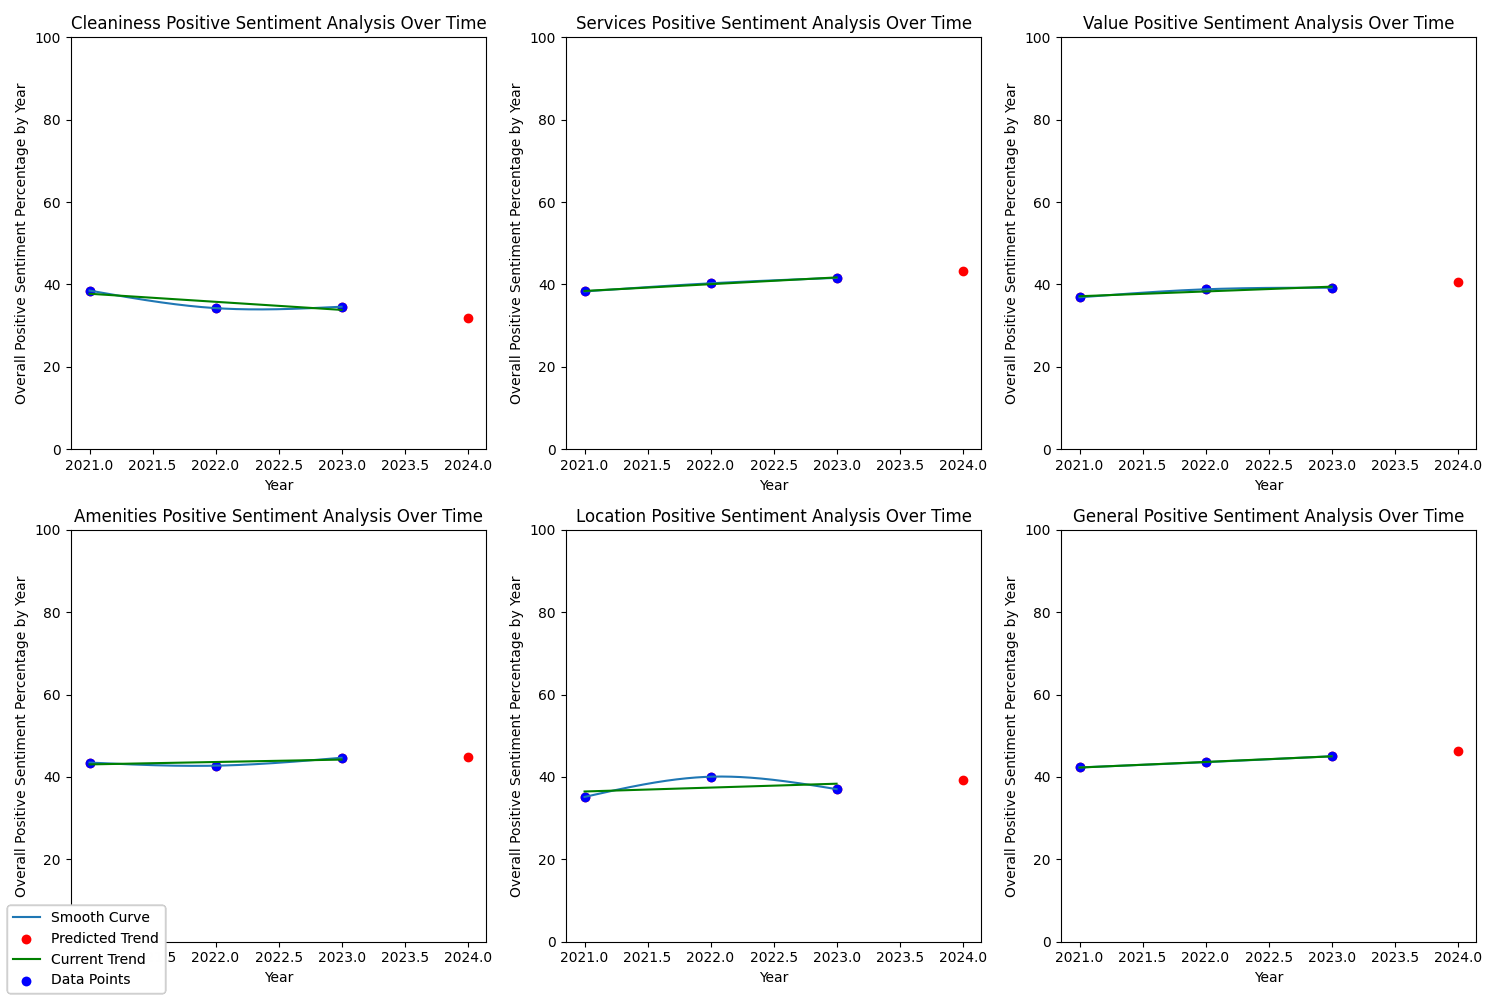 Cleaniness Positive Sentiment Analysis Over Time
Overall Positive Sentiment Percentage by Year
100
80
60
40
20
0
2021.0 2021.5 2022.0 2022.5 2023.0 2023.5 2024.0
Year
Services Positive Sentiment Analysis Over Time
Overall Positive Sentiment Percentage by Year
100
80
60
40
20
0
2021.0 2021.5 2022.0 2022.5 2023.0 2023.5 2024.0
Year
Value Positive Sentiment Analysis Over Time
Overall Positive Sentiment Percentage by Year
100
80
60
40
20
0
2021.0 2021.5 2022.0 2022.5 2023.0 2023.5 2024.0
Year
Amenities Positive Sentiment Analysis Over Time
Overall Positive Sentiment Percentage by Year
100
80
60
40
20
.5 2022.0 2022.5 2023.0 2023.5 2024.0
Year
Smooth Curve
Predicted Trend
Current Trend
Data Points
Location Positive Sentiment Analysis Over Time
Overall Positive Sentiment Percentage by Year
100
80
60
40
20
0
2021.0 2021.5 2022.0 2022.5 2023.0 2023.5 2024.0
Year
General Positive Sentiment Analysis Over Time
Overall Positive Sentiment Percentage by Year
100
80
60
40
20
0
2021.0 2021.5 2022.0 2022.5 2023.0 2023.5 2024.0
Year